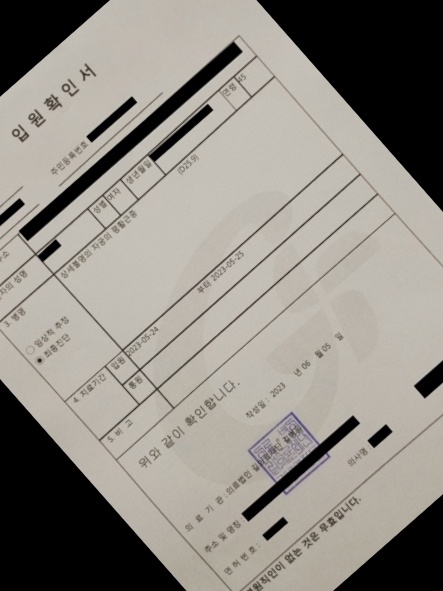 입원확인서
주민등록번호
주소
환자의 성명
성별 여자 생년월일 연령 45
3. 병명
상세불명의 자궁의 평활근종 (D25.9)
임상적 추정
최종진단
4. 치료기간 입원 2023-05-24 부터 2023-05-25
통원
5. 비 고
위와 같이 확인합니다.
작성일 : 2023 년 06 월 05 일
의 료 기 관 : 의료법인
주소 및 명칭 :
면 허 번 호 : 의사명
원직인이 없는 것은 무효입니다.